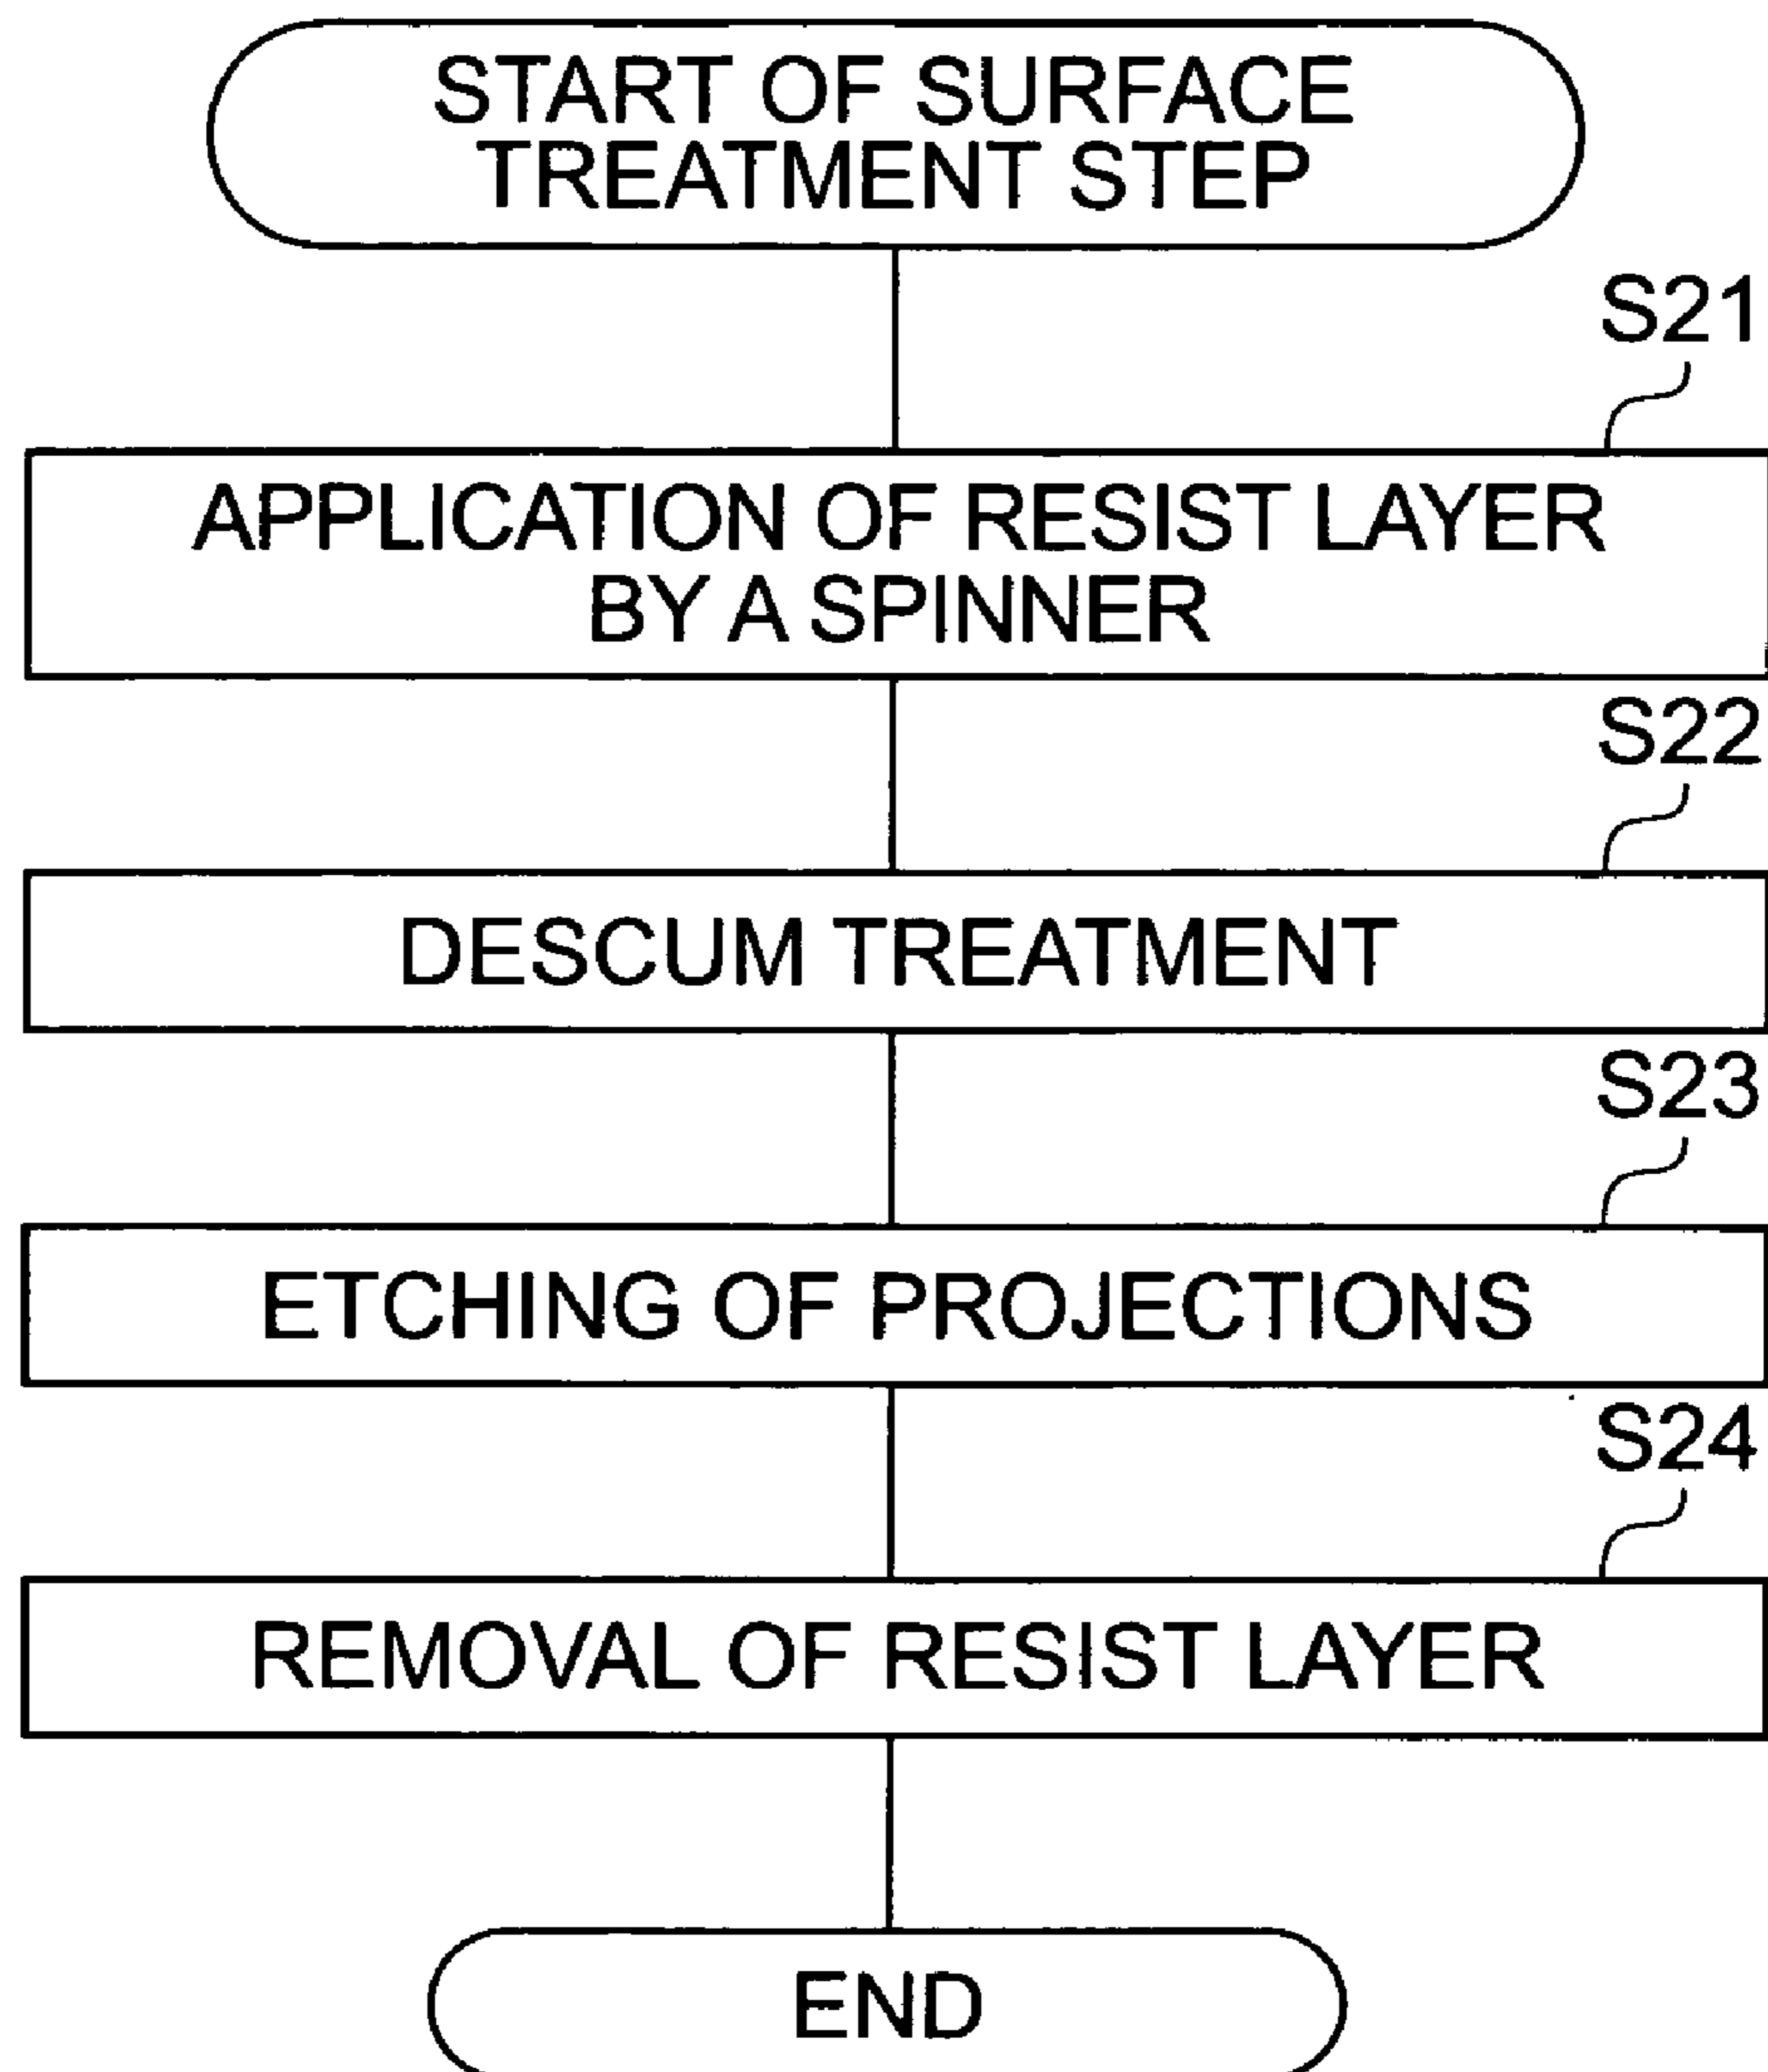 START OF SURFACE
TREATMENT STEP
S21
APPLICATION OF RESIST LAYER
BY A SPINNER
S22
DESCUM TREATMENT
S23
ETCHING OF PROJECTIONS
S24
REMOVAL OF RESIST LAYER
END